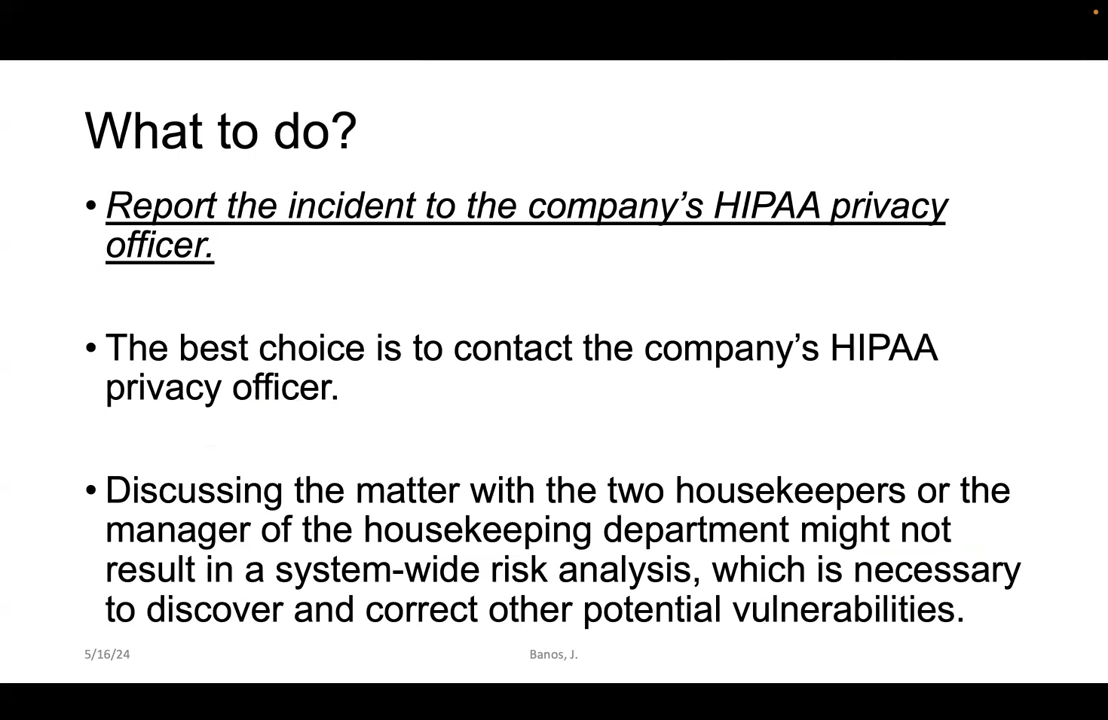 What to do?
• Report the incident to the company’s HIPAA privacy
officer.
• The best choice is to contact the company’s HIPAA
privacy officer.
• Discussing the matter with the two housekeepers or the
manager of the housekeeping department might not
result in a system-wide risk analysis, which is necessary
to discover and correct other potential vulnerabilities.
5/16/24
Banos, J.